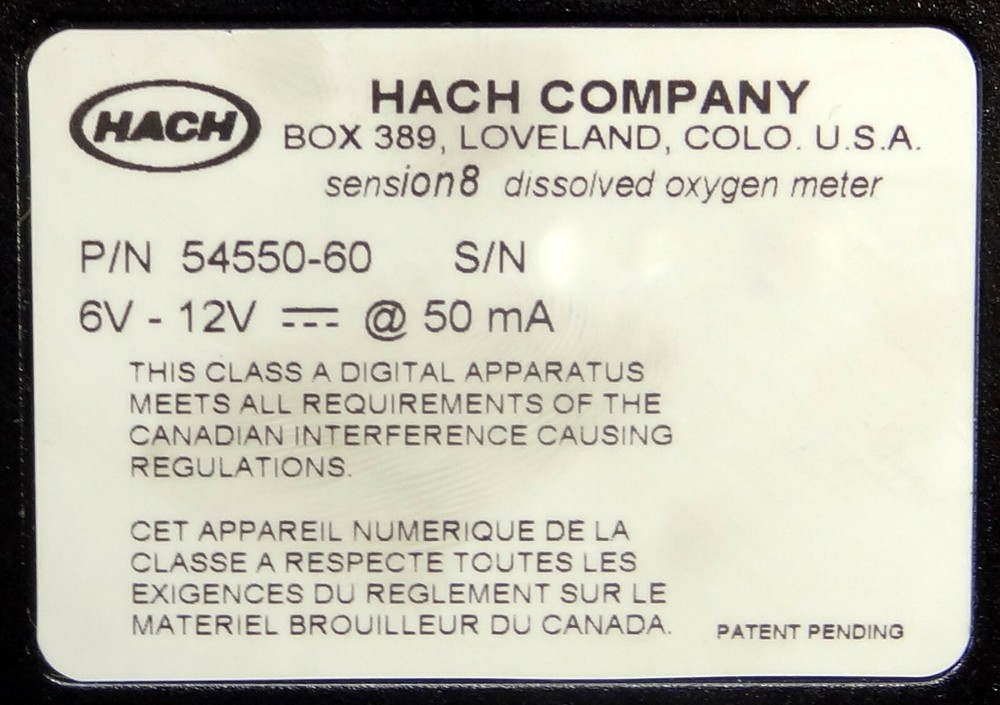 HACH
HACH COMPANY
BOX 389, LOVELAND, COLO. U.S.A.
sension8 dissolved oxygen meter
P/N 54550-60 S/N
6V - 12V ⎓ @ 50 mA
THIS CLASS A DIGITAL APPARATUS
MEETS ALL REQUIREMENTS OF THE
CANADIAN INTERFERENCE CAUSING
REGULATIONS.
CET APPAREIL NUMERIQUE DE LA
CLASSE A RESPECTE TOUTES LES
EXIGENCES DU REGLEMENT SUR LE
MATERIEL BROUILLEUR DU CANADA.
PATENT PENDING